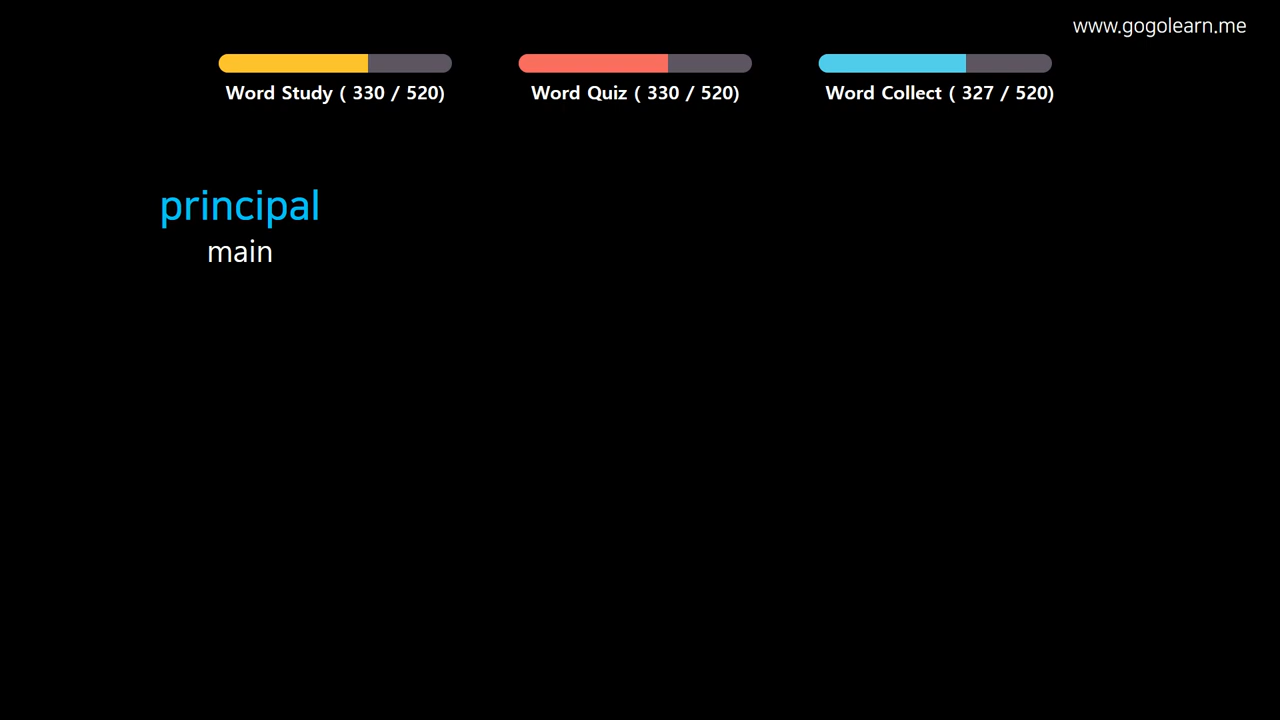 www.gogolearn.me
Word Study ( 330 / 520)
Word Quiz ( 330 / 520)
Word Collect ( 327 / 520)
principal
main